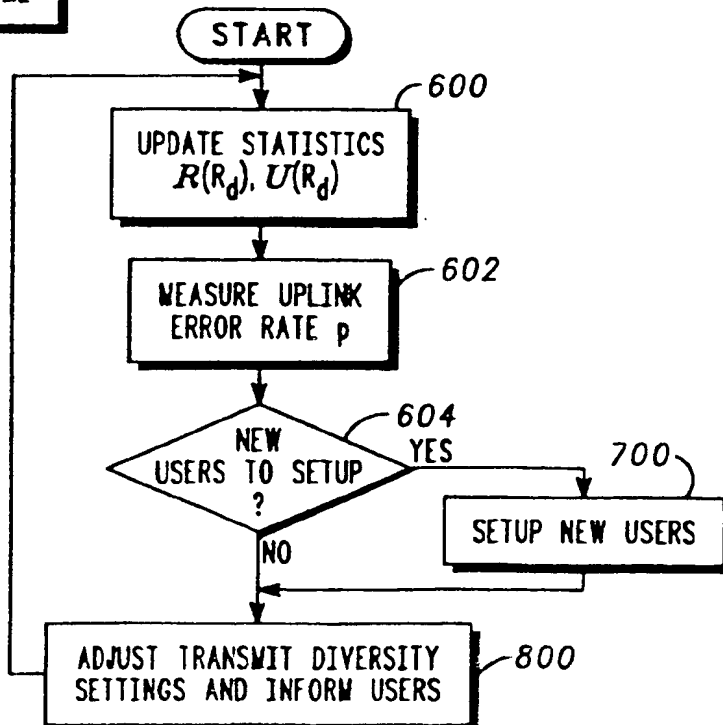 START
600
UPDATE STATISTICS
R(Rd), U(Rd)
602
MEASURE UPLINK
ERROR RATE p
604
NEW
USERS TO SETUP
?
YES
700
SETUP NEW USERS
NO
ADJUST TRANSMIT DIVERSITY
SETTINGS AND INFORM USERS
800